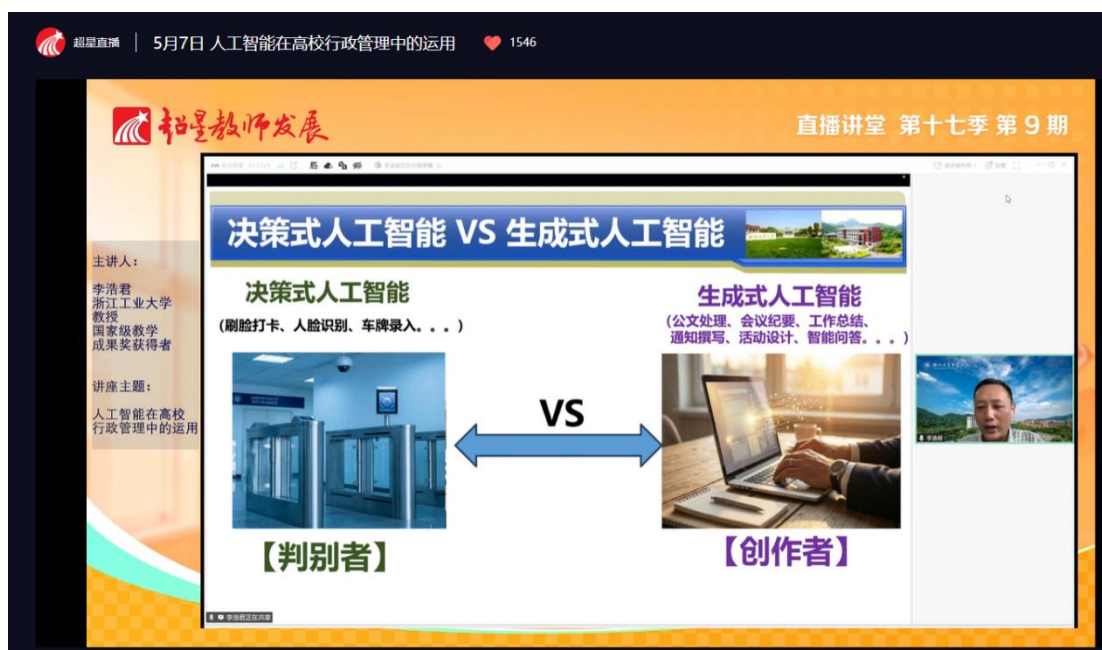 超星直播
5月7日 人工智能在高校行政管理中的运用
1546
超星教师发展
直播讲堂 第十七季 第 9 期
决策式人工智能 VS 生成式人工智能
主讲人：
李浩君
浙江工业大学
教授
国家级教学
成果奖获得者
讲座主题：
人工智能在高校
行政管理中的运用
决策式人工智能
（刷脸打卡、人脸识别、车牌录入。。。）
【判别者】
VS
生成式人工智能
（公文处理、会议纪要、工作总结、
通知撰写、活动设计、智能问答。。。）
【创作者】
李浩君
李浩君正在共享